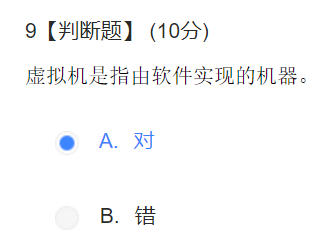 9【判断题】 (10分)
虚拟机是指由软件实现的机器。
A. 对
B. 错